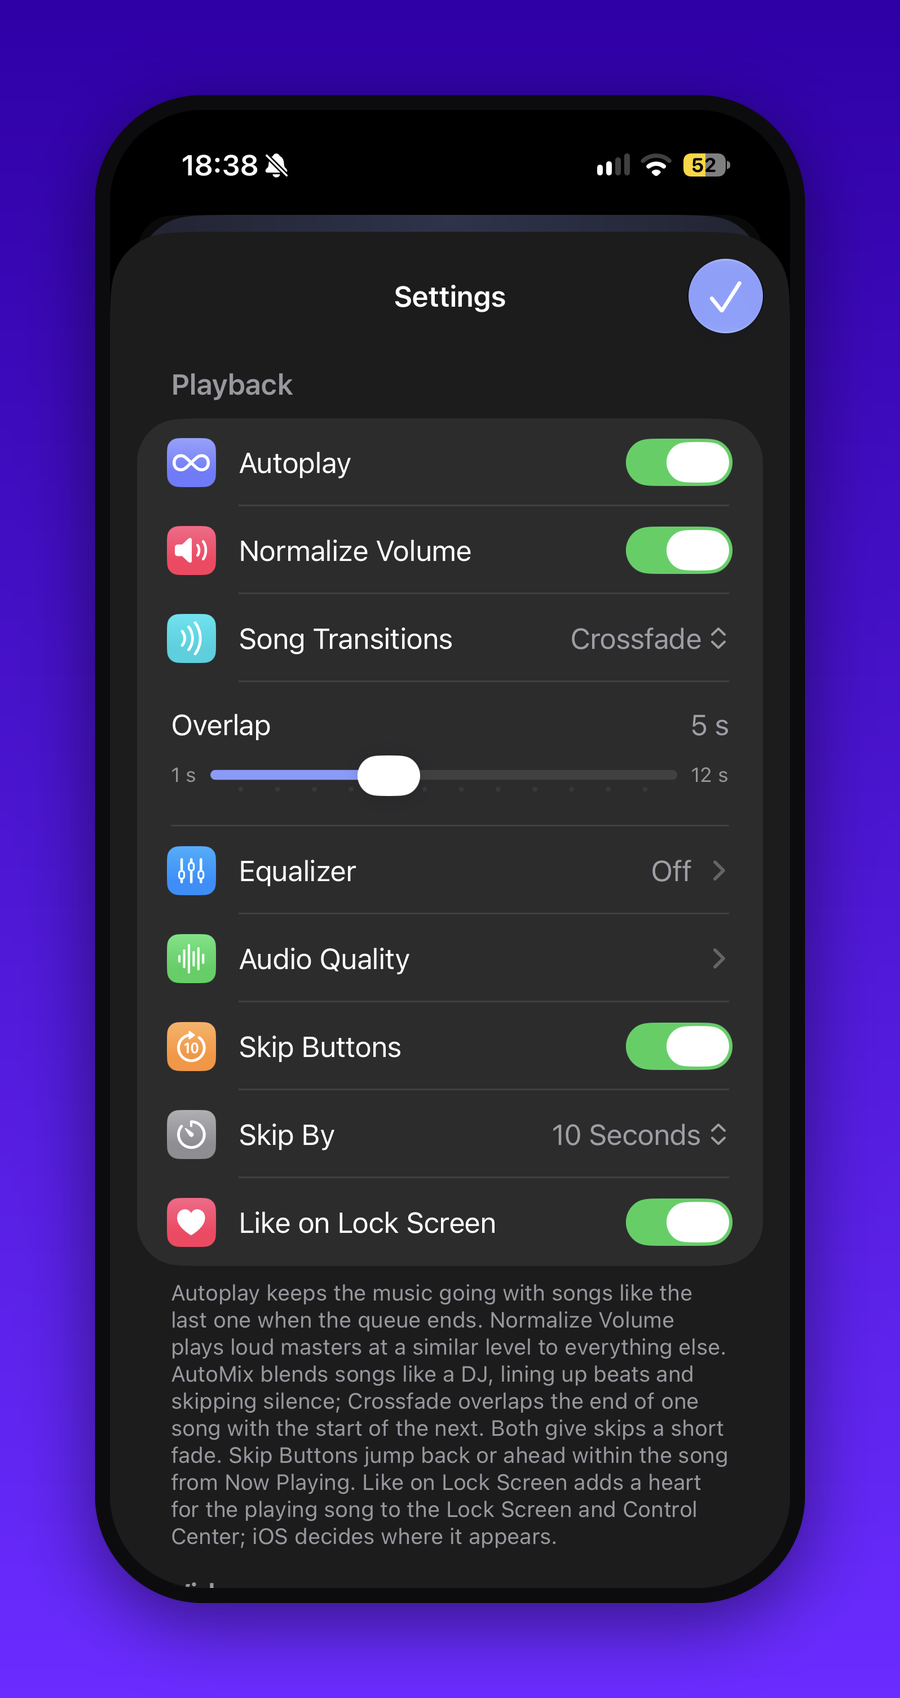 18:38
52
Settings
Playback
Autoplay
Normalize Volume
Song Transitions Crossfade
Overlap 5 s
1 s 12 s
Equalizer Off
Audio Quality
10
Skip Buttons
Skip By 10 Seconds
Like on Lock Screen
Autoplay keeps the music going with songs like the
last one when the queue ends. Normalize Volume
plays loud masters at a similar level to everything else.
AutoMix blends songs like a DJ, lining up beats and
skipping silence; Crossfade overlaps the end of one
song with the start of the next. Both give skips a short
fade. Skip Buttons jump back or ahead within the song
from Now Playing. Like on Lock Screen adds a heart
for the playing song to the Lock Screen and Control
Center; iOS decides where it appears.